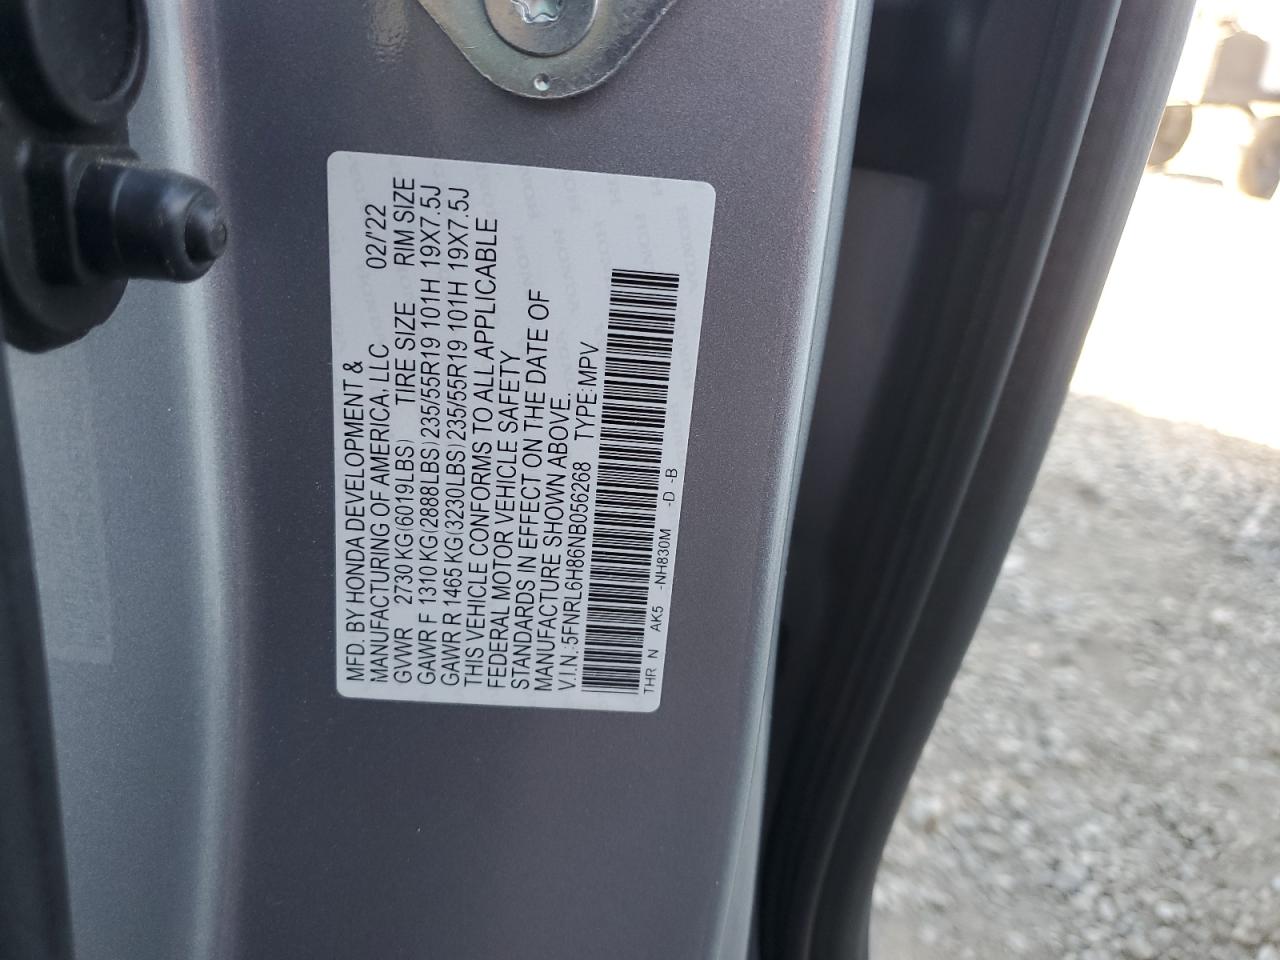 MFD. BY HONDA DEVELOPMENT &
MANUFACTURING OF AMERICA, LLC 02/'22
GVWR 2730 KG(6019LBS) TIRE SIZE RIM SIZE
GAWR F 1310 KG(2888LBS) 235/55R19 101H 19X7.5J
GAWR R 1465 KG(3230LBS) 235/55R19 101H 19X7.5J
THIS VEHICLE CONFORMS TO ALL APPLICABLE
FEDERAL MOTOR VEHICLE SAFETY
STANDARDS IN EFFECT ON THE DATE OF
MANUFACTURE SHOWN ABOVE.
V.I.N.:5FNRL6H86NB056268 TYPE:MPV
THR N AK5 -NH830M -D -B